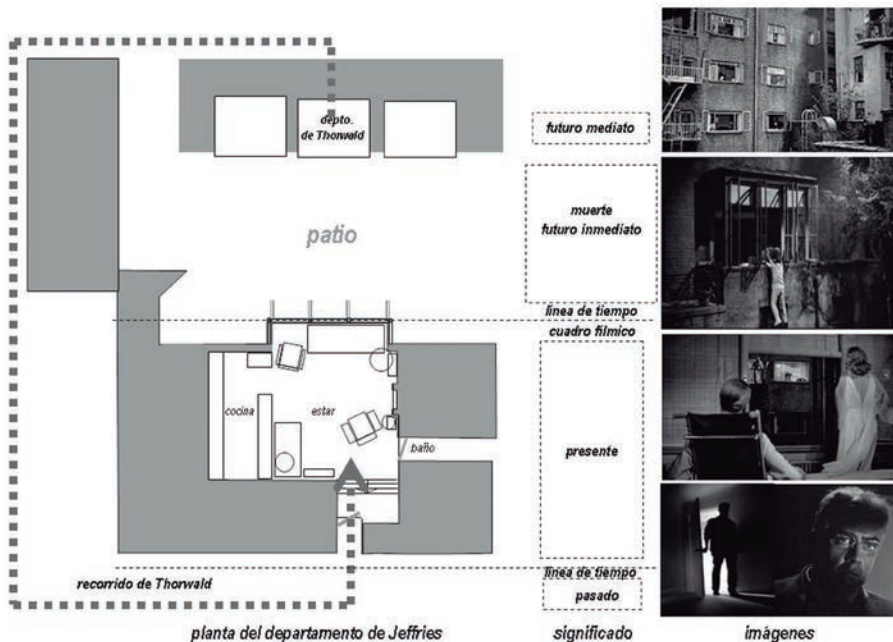 depto.
de Thorwald
futuro mediato
patio
muerte
futuro inmediato
línea de tiempo
cuadro fílmico
cocina
estar
baño
presente
línea de tiempo
recorrido de Thorwald
pasado
planta del departamento de Jeffries
significado
imágenes